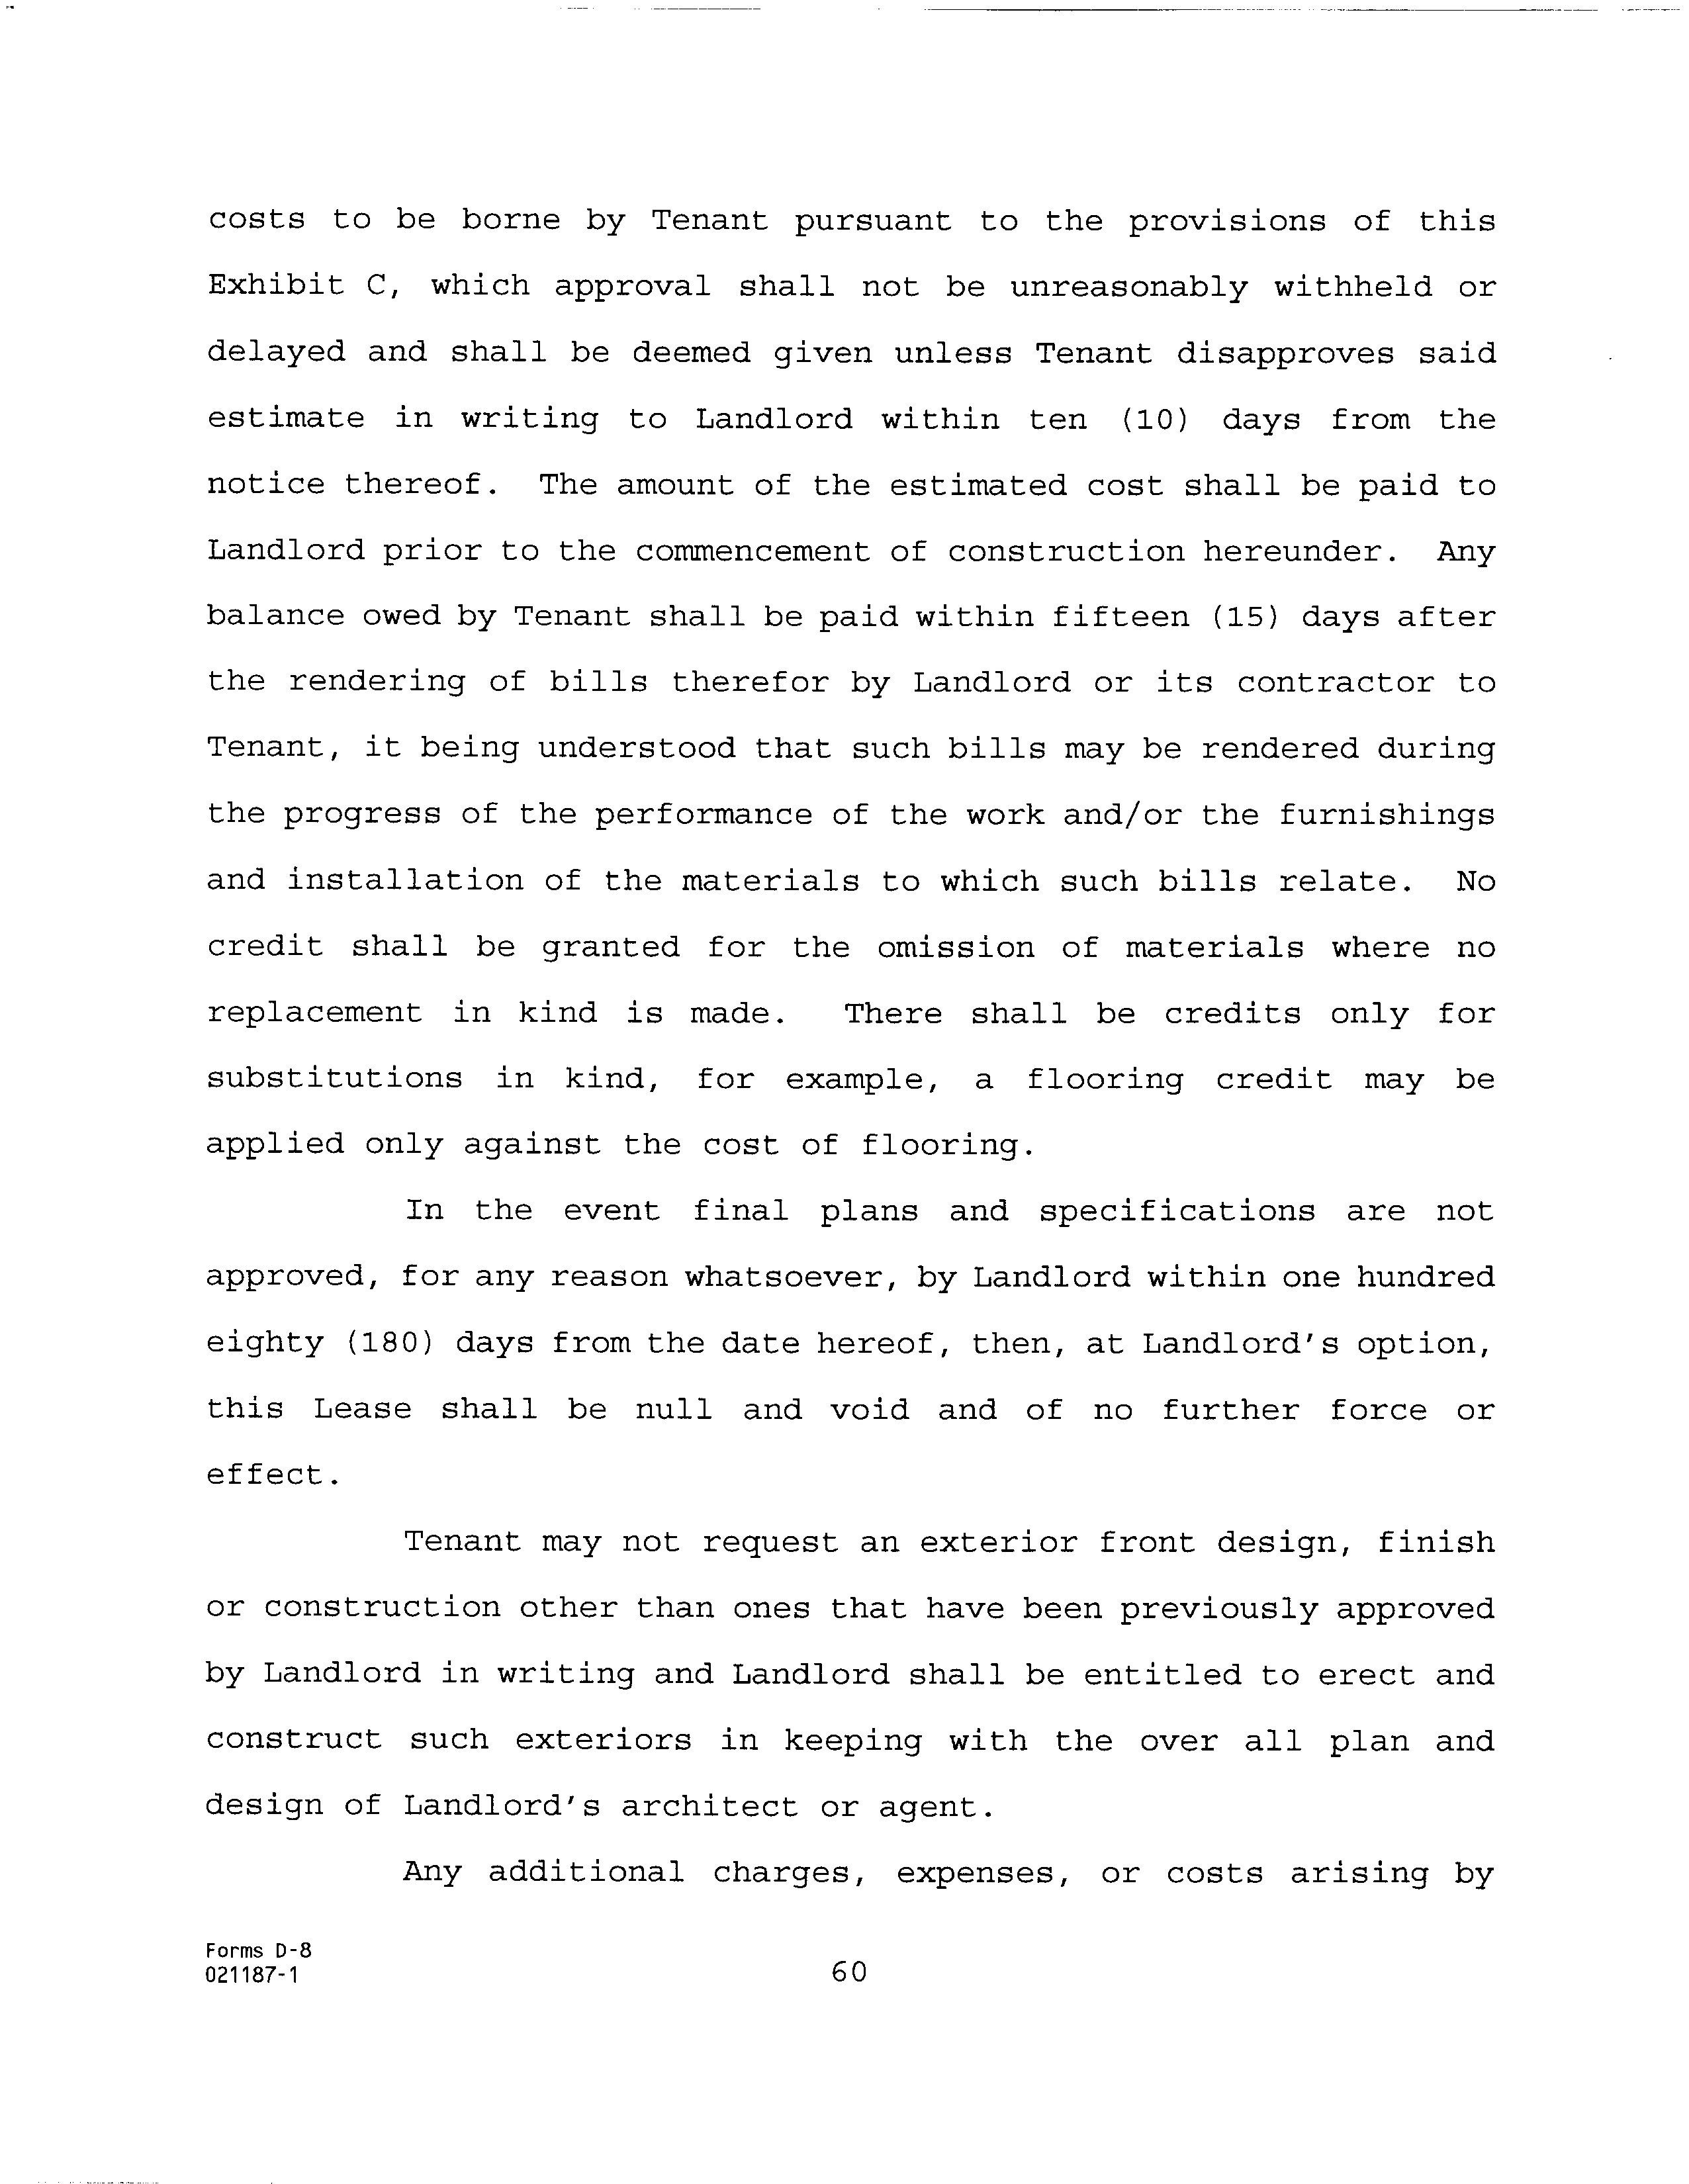 costs to be borne by Tenant pursuant to the provisions of this
Exhibit C, which approval shall not be unreasonably withheld or
delayed and shall be deemed given unless Tenant disapproves said
estimate in writing to Landlord within ten (10) days from the
notice thereof. The amount of the estimated cost shall be paid to
Landlord prior to the commencement of construction hereunder. Any
balance owed by Tenant shall be paid within fifteen (15) days after
the rendering of bills therefor by Landlord or its contractor to
Tenant, it being understood that such bills may be rendered during
the progress of the performance of the work and/or the furnishings
and installation of the materials to which such bills relate. No
credit shall be granted for the omission of materials where no
replacement in kind is made. There shall be credits only for
substitutions in kind, for example, a flooring credit may be
applied only against the cost of flooring.
In the event final plans and specifications are not
approved, for any reason whatsoever, by Landlord within one hundred
eighty (180) days from the date hereof, then, at Landlord's option,
this Lease shall be null and void and of no further force or
effect.
Tenant may not request an exterior front design, finish
or construction other than ones that have been previously approved
by Landlord in writing and Landlord shall be entitled to erect and
construct such exteriors in keeping with the over all plan and
design of Landlord's architect or agent.
Any additional charges, expenses, or costs arising by
Forms D-8
021187-1
60